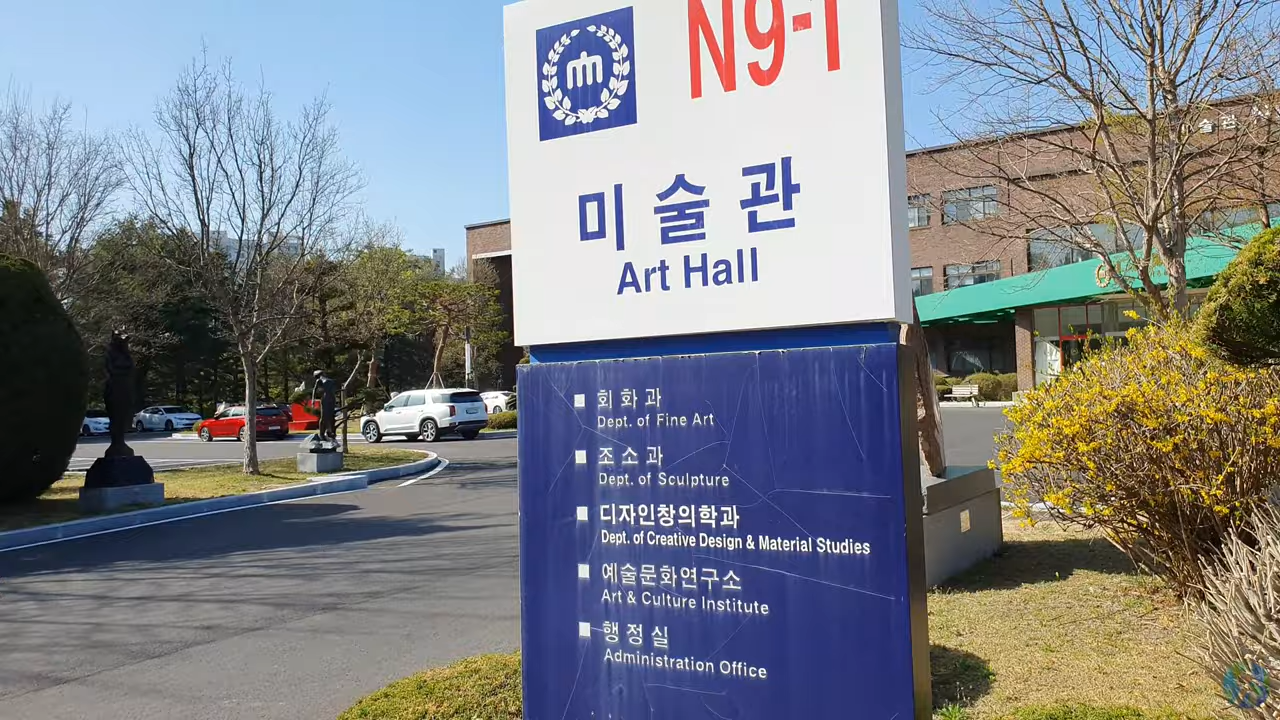 N9-1
미술관
Art Hall
회화과
Dept. of Fine Art
조소과
Dept. of Sculpture
디자인창의학과
Dept. of Creative Design & Material Studies
예술문화연구소
Art & Culture Institute
행정실
Administration Office